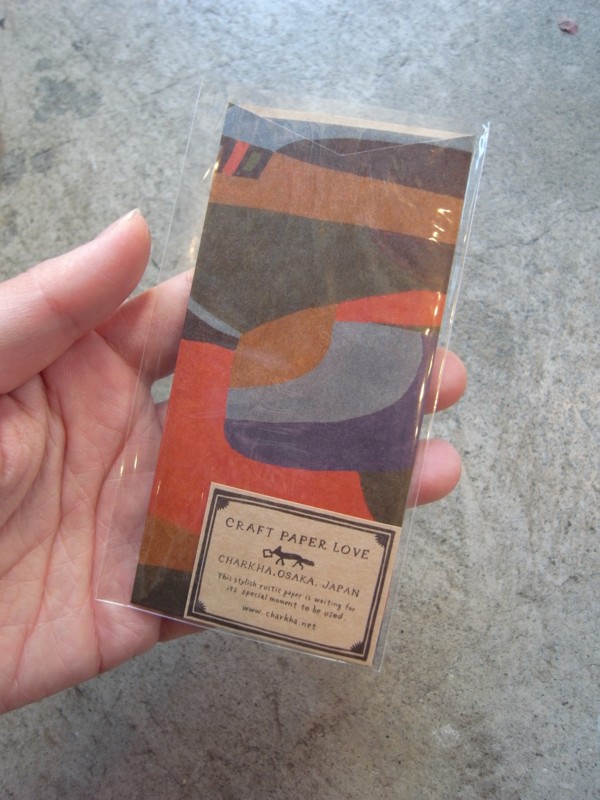 CRAFT PAPER LOVE
CHARKHA.OSAKA. JAPAN
This stylish rustic paper is waiting for
its special moment to be used.
www.charkha.net